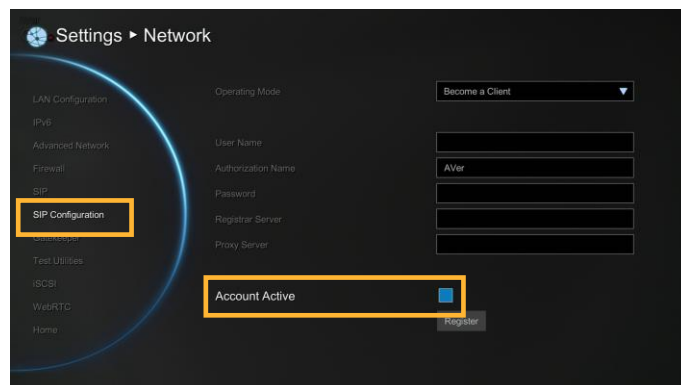 Settings ▸ Network
LAN Configuration
IPv6
Advanced Network
Firewall
SIP
SIP Configuration
Gatekeeper
Test Utilities
iSCSI
WebRTC
Home
Operating Mode
Become a Client
User Name
Authorization Name
AVer
Password
Registrar Server
Proxy Server
Account Active
Register